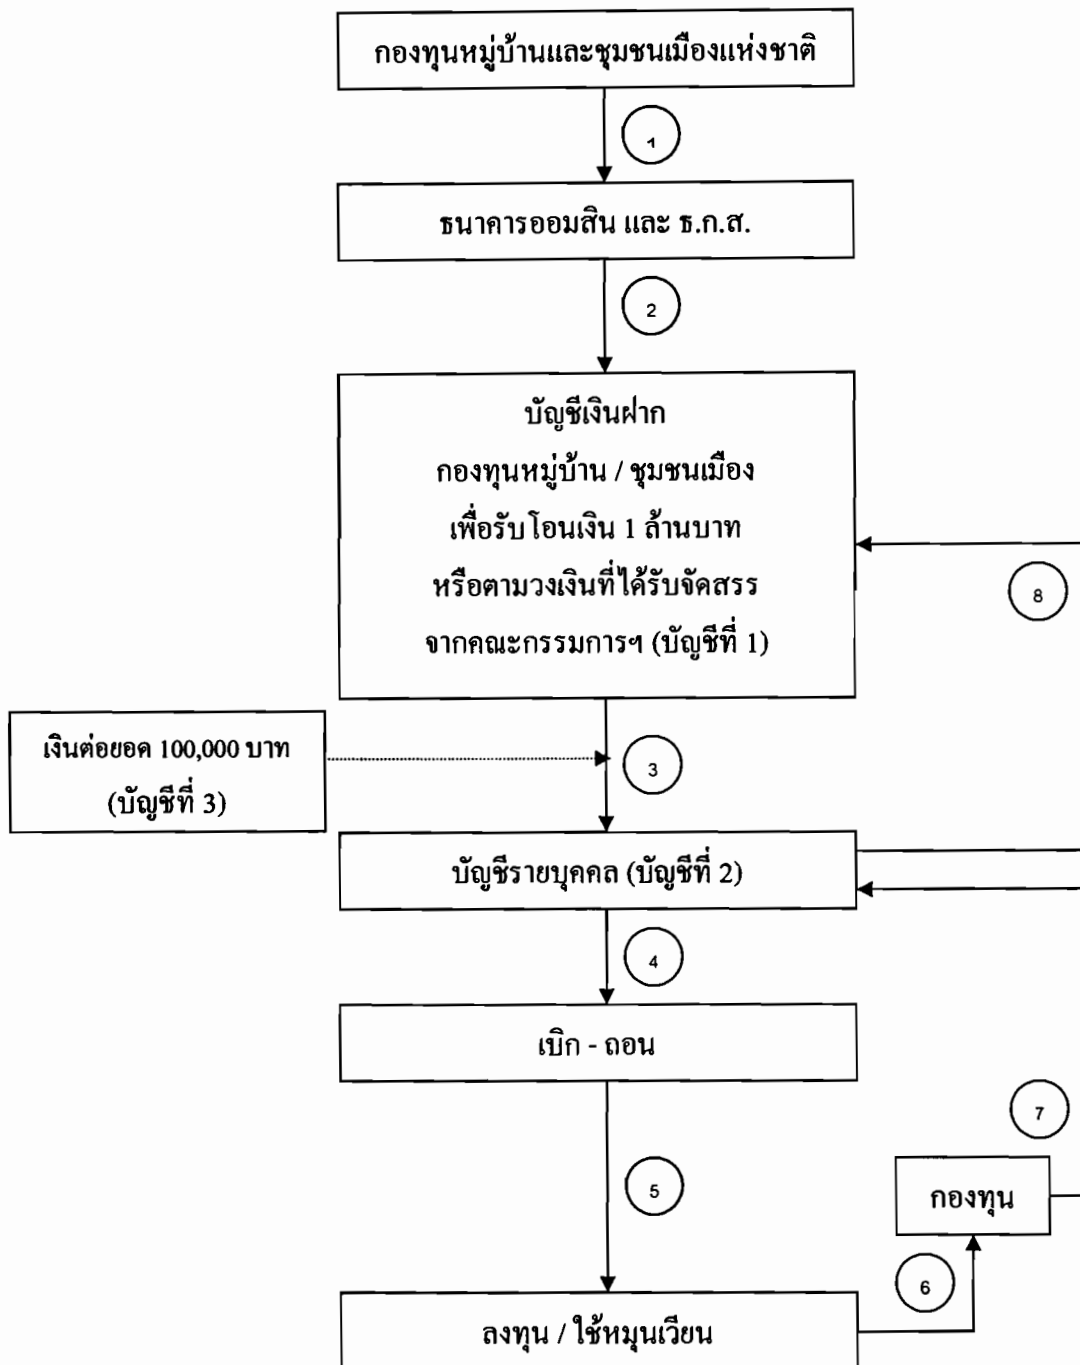 กองทุนหมู่บ้านและชุมชนเมืองแห่งชาติ
1
ธนาคารออมสิน และ ธ.ก.ส.
2
บัญชีเงินฝาก
กองทุนหมู่บ้าน / ชุมชนเมือง
เพื่อรับโอนเงิน 1 ล้านบาท
หรือตามวงเงินที่ได้รับจัดสรร
จากคณะกรรมการฯ (บัญชีที่ 1)
8
เงินต่อยอด 100,000 บาท
(บัญชีที่ 3)
3
บัญชีรายบุคคล (บัญชีที่ 2)
4
เบิก - ถอน
7
5
กองทุน
6
ลงทุน / ใช้หมุนเวียน